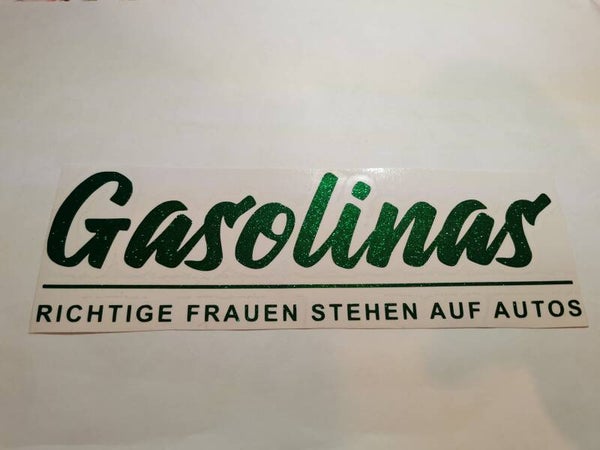 Gasolinas
RICHTIGE FRAUEN STEHEN AUF AUTOS